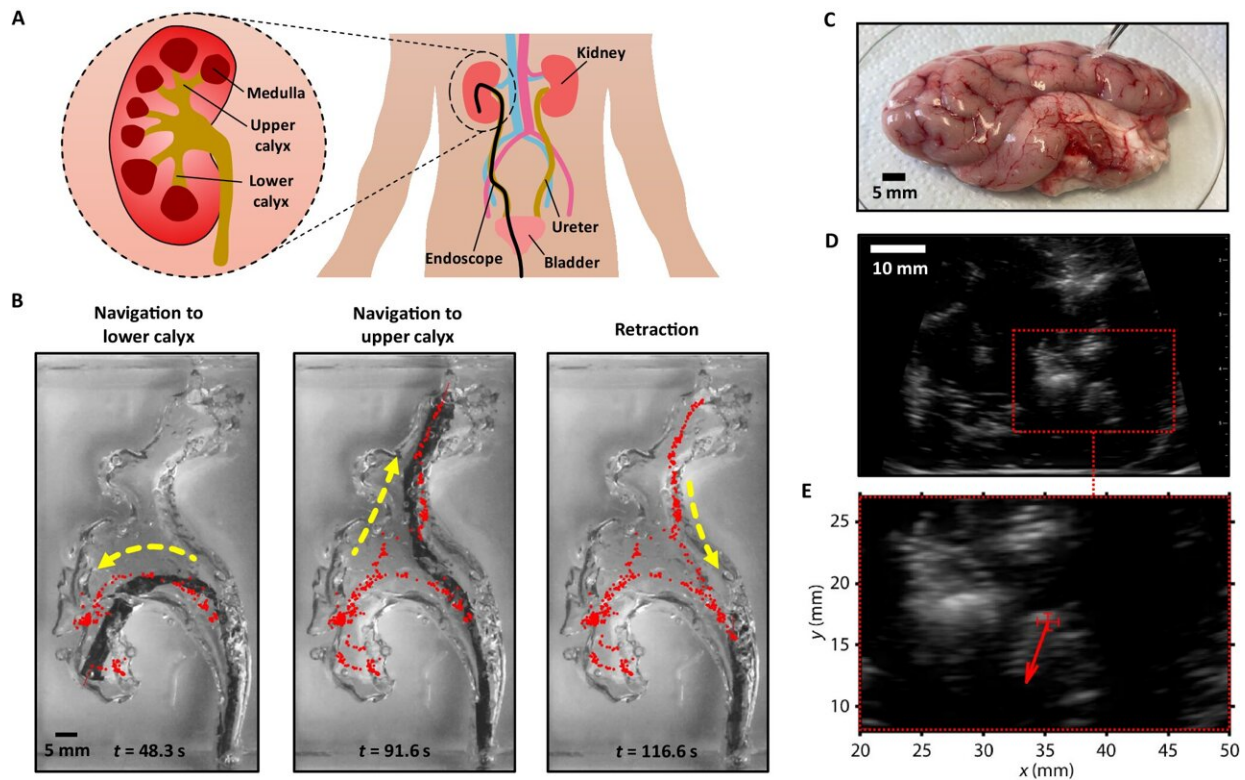 A
Medulla
Upper
calyx
Lower
calyx
Kidney
Ureter
Endoscope
Bladder
B
Navigation to
lower calyx
Navigation to
upper calyx
Retraction
5 mm
t = 48.3 s
t = 91.6 s
t = 116.6 s
C
5 mm
D
10 mm
E
y (mm)
25
20
15
10
20
25
30
35
40
45
50
x (mm)